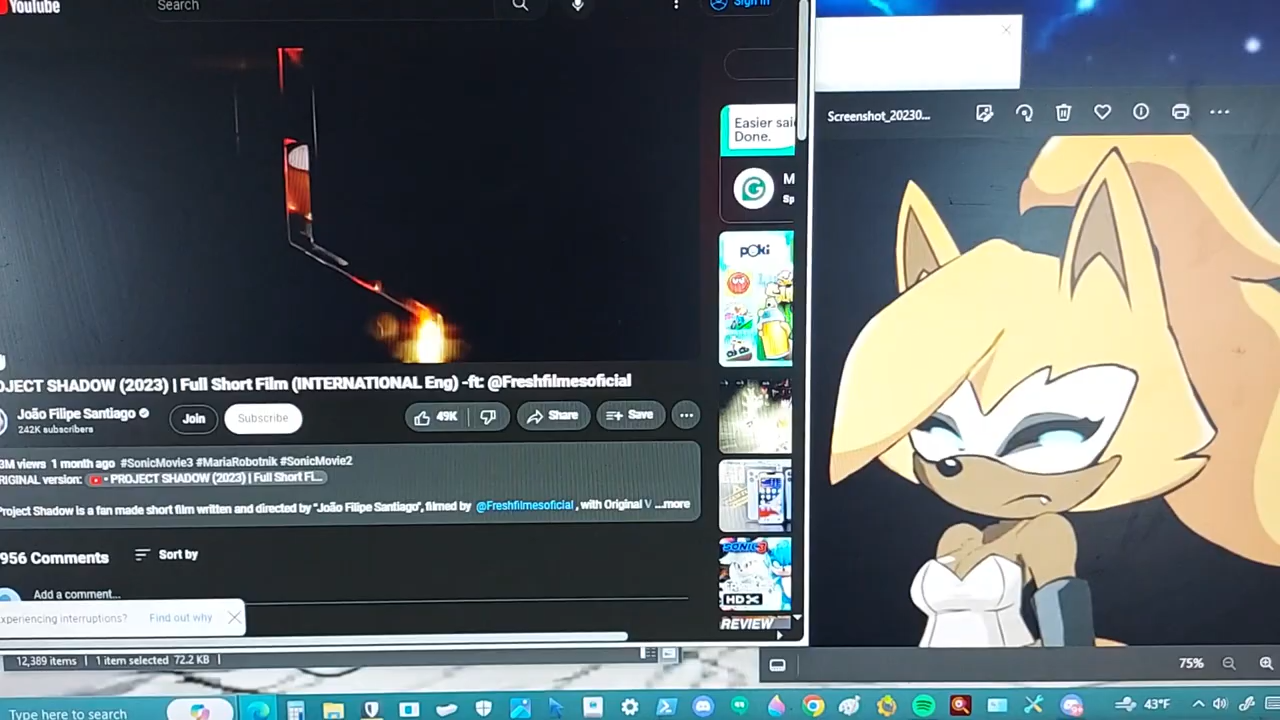 YouTube
Search
Sign in
Easier said
Done.
G
M
Sp
poki
OJECT SHADOW (2023) | Full Short Film (INTERNATIONAL Eng) -ft: @Freshfilmesoficial
João Filipe Santiago
242K subscribers
Join
Subscribe
49K
Share
Save
3M views 1 month ago #SonicMovie3 #MariaRobotnik #SonicMovie2
RIGINAL version: - PROJECT SHADOW (2023) | Full Short Fi...
Project Shadow is a fan made short film written and directed by "João Filipe Santiago", filmed by @Freshfilmesoficial , with Original V ...more
956 Comments
Sort by
Add a comment...
xperiencing interruptions?
Find out why
SONIC 3
HDX
REVIEW
12,389 items
1 item selected 72.2 KB
Screenshot_20230...
75%
Type here to search
43°F